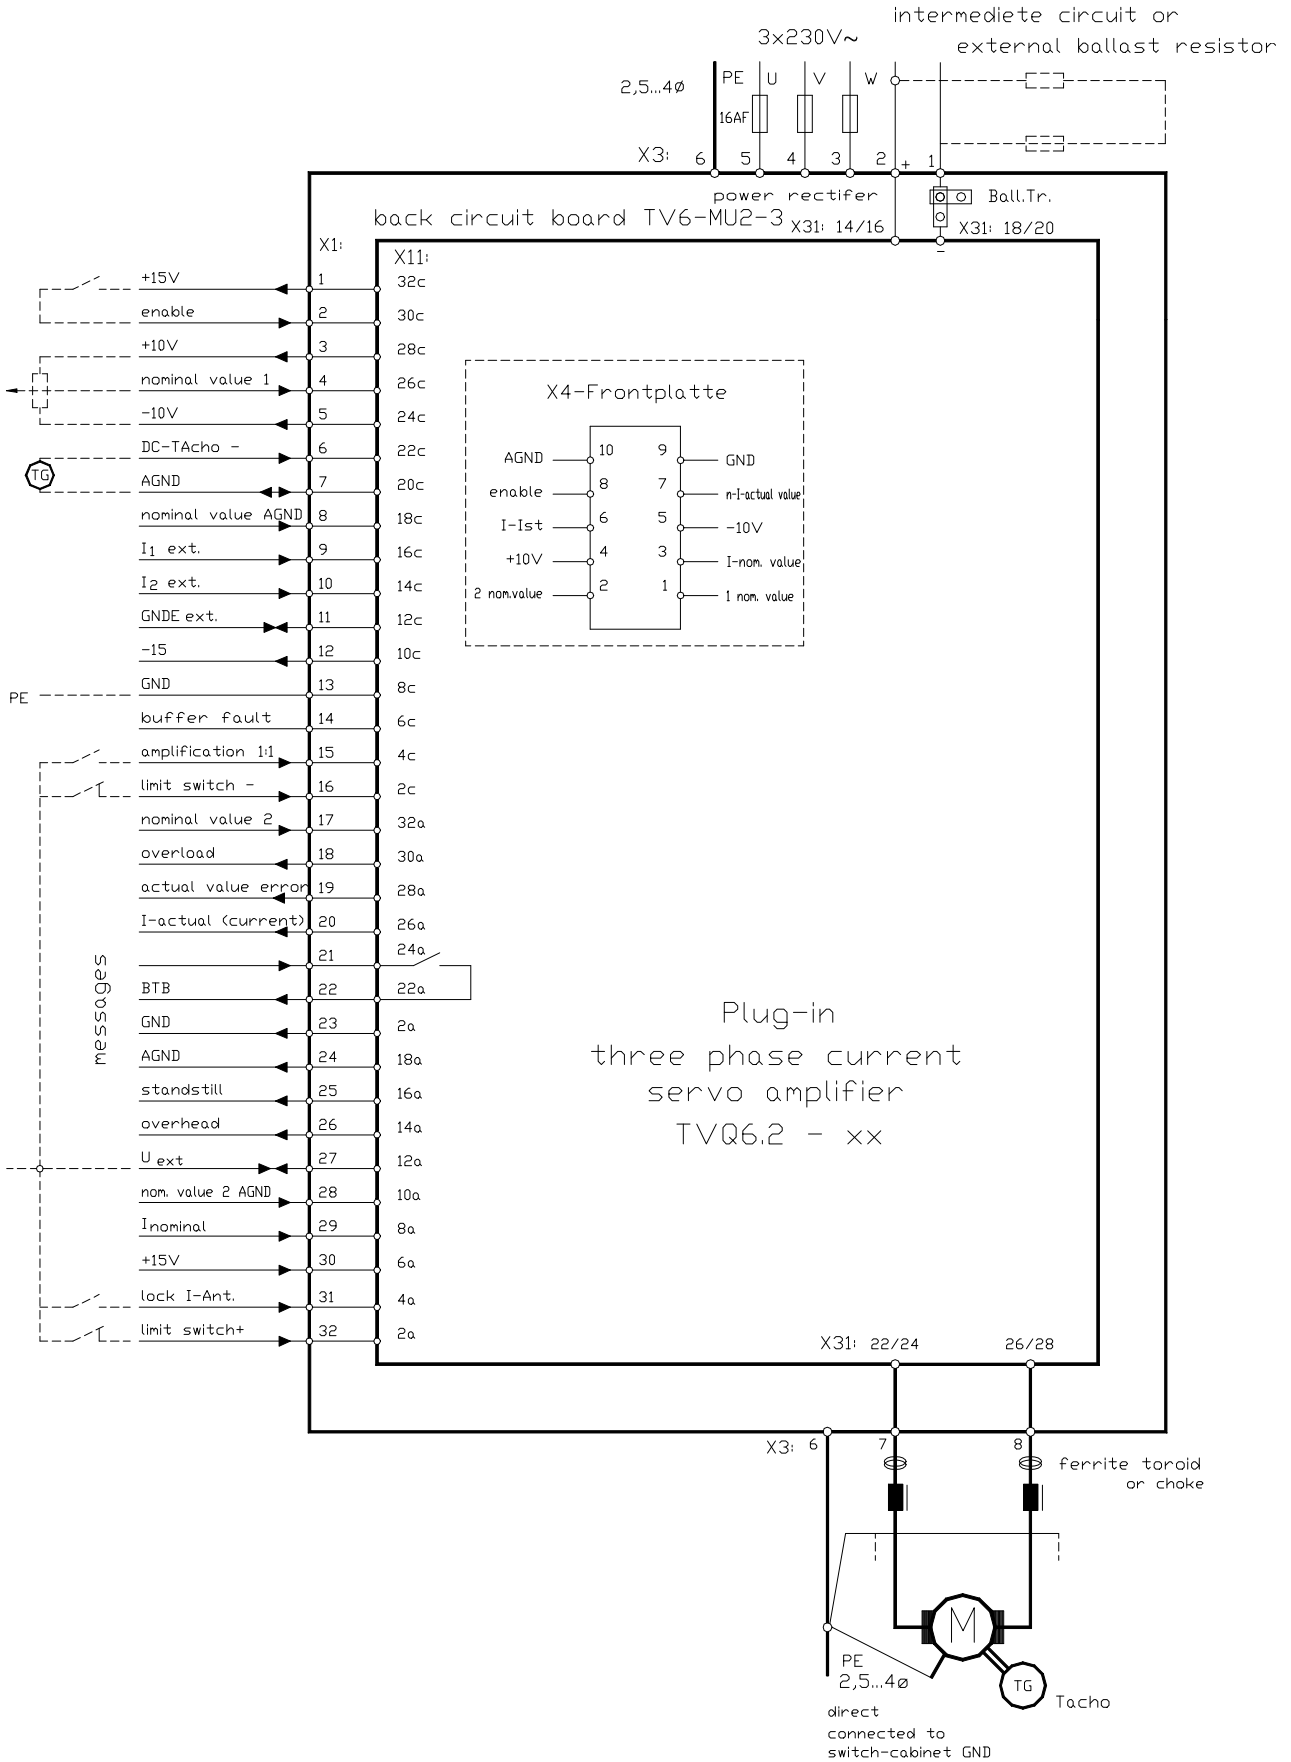 intermediete circuit or
external ballast resistor
3x230V~
2,5...4ø
PE U V W
16AF
X3: 6 5 4 3 2 + 1
power rectifer
Ball.Tr.
back circuit board TV6-MU2-3
X31: 14/16
X31: 18/20
–
X1:
X11:
+15V 1 32c
enable 2 30c
+10V 3 28c
nominal value 1 4 26c
-10V 5 24c
DC-TAcho - 6 22c
TG
AGND 7 20c
nominal value AGND 8 18c
I1 ext. 9 16c
I2 ext. 10 14c
GNDE ext. 11 12c
-15 12 10c
PE
GND 13 8c
buffer fault 14 6c
amplification 1:1 15 4c
limit switch - 16 2c
nominal value 2 17 32a
overload 18 30a
actual value error 19 28a
I-actual (current) 20 26a
21 24a
BTB 22 22a
GND 23 2a
AGND 24 18a
standstill 25 16a
overhead 26 14a
U ext 27 12a
nom. value 2 AGND 28 10a
Inominal 29 8a
+15V 30 6a
lock I-Ant. 31 4a
limit switch+ 32 2a
messages
X4-Frontplatte
AGND 10 9 GND
enable 8 7 n-I-actual value
I-Ist 6 5 -10V
+10V 4 3 I-nom. value
2 nom.value 2 1 1 nom. value
Plug-in
three phase current
servo amplifier
TVQ6.2 - xx
X31: 22/24 26/28
X3: 6 7 8
ferrite toroid
or choke
M
TG
Tacho
PE
2,5...4ø
direct
connected to
switch-cabinet GND